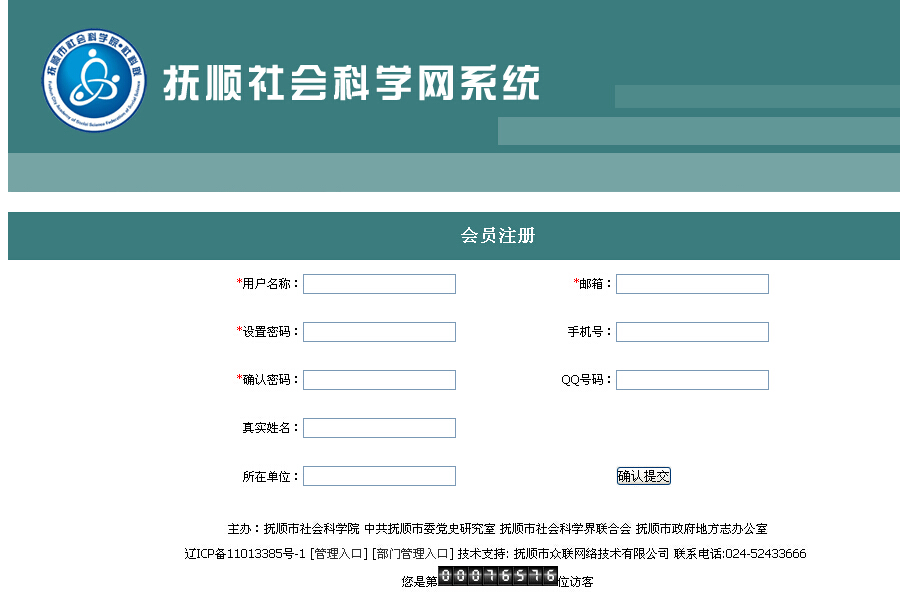 抚顺市社会科学院·社科联
抚顺社会科学网系统
会员注册
*用户名称： *邮箱：
*设置密码： 手机号：
*确认密码： QQ号码：
真实姓名：
所在单位： 确认提交
主办：抚顺市社会科学院 中共抚顺市委党史研究室 抚顺市社会科学界联合会 抚顺市政府地方志办公室
辽ICP备11013385号-1 [管理入口] [部门管理入口] 技术支持: 抚顺市众联网络技术有限公司 联系电话:024-52433666
您是第00076576位访客